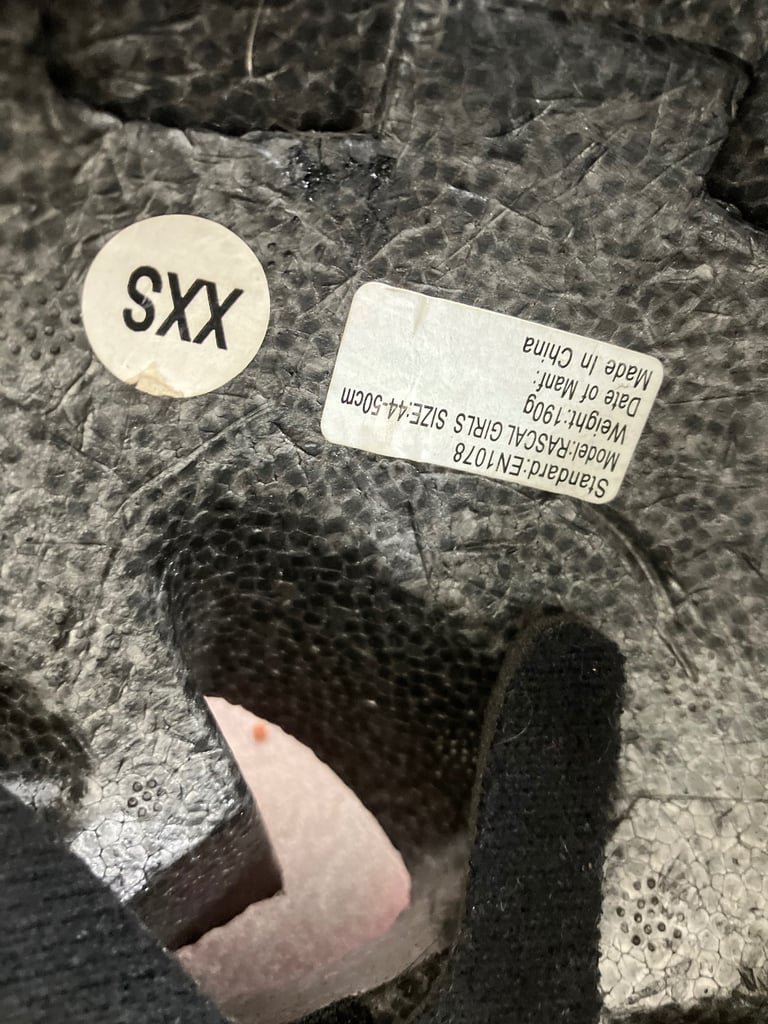 XXS
Standard:EN1078
Model:RASCAL GIRLS SIZE:44-50cm
Weight:190g
Date of Manf:
Made In China